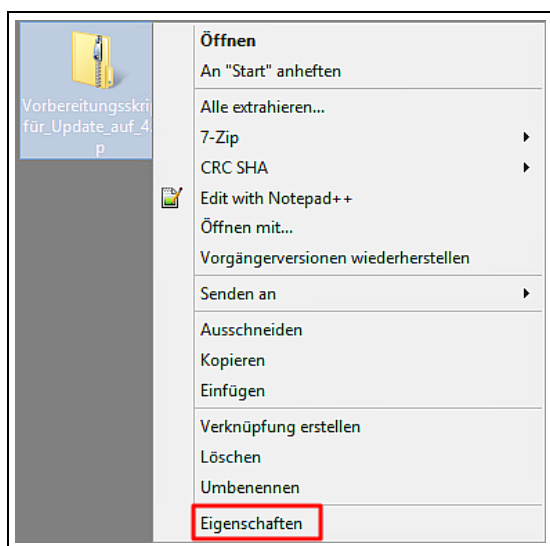 Vorbereitungsskri
für_Update_auf_4.
p
Öffnen
An "Start" anheften
Alle extrahieren...
7-Zip
CRC SHA
Edit with Notepad++
Öffnen mit...
Vorgängerversionen wiederherstellen
Senden an
Ausschneiden
Kopieren
Einfügen
Verknüpfung erstellen
Löschen
Umbenennen
Eigenschaften